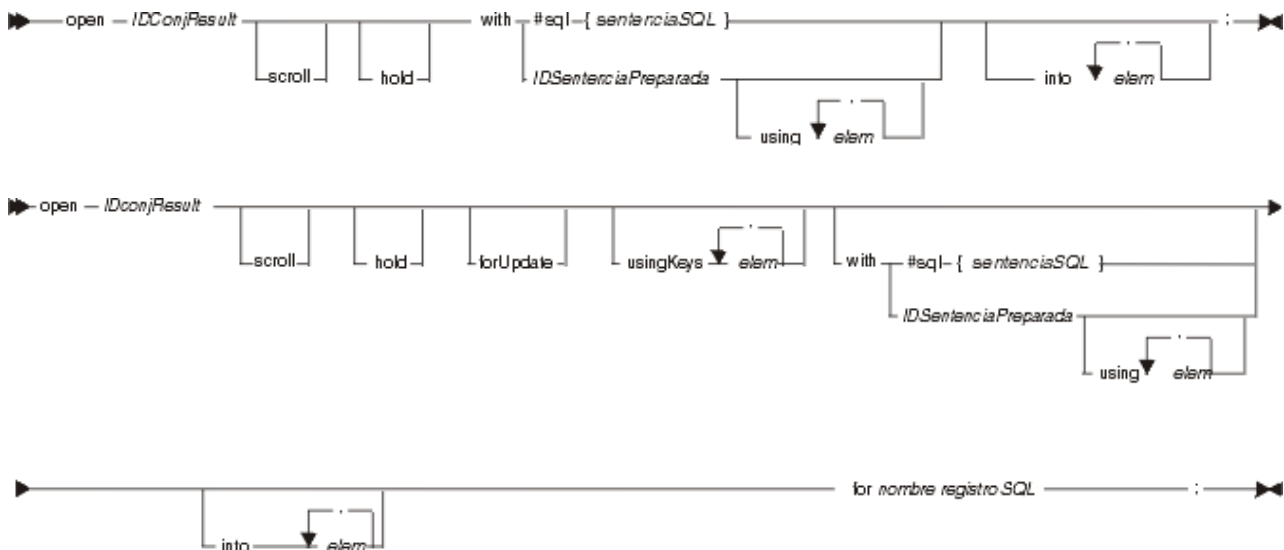 open IDConjResult with #sql { sentenciaSQL } ;
scroll hold IDSentenciaPreparada into , elem
using , elem
open IDconjResult
scroll hold forUpdate usingKeys , elem with #sql { sentenciaSQL }
IDSentenciaPreparada
using , elem
for nombre registro SQL ;
into , elem